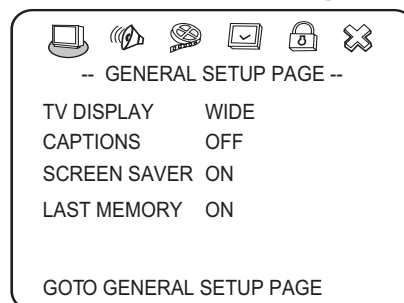 -- GENERAL SETUP PAGE --
TV DISPLAY WIDE
CAPTIONS OFF
SCREEN SAVER ON
LAST MEMORY ON
GOTO GENERAL SETUP PAGE